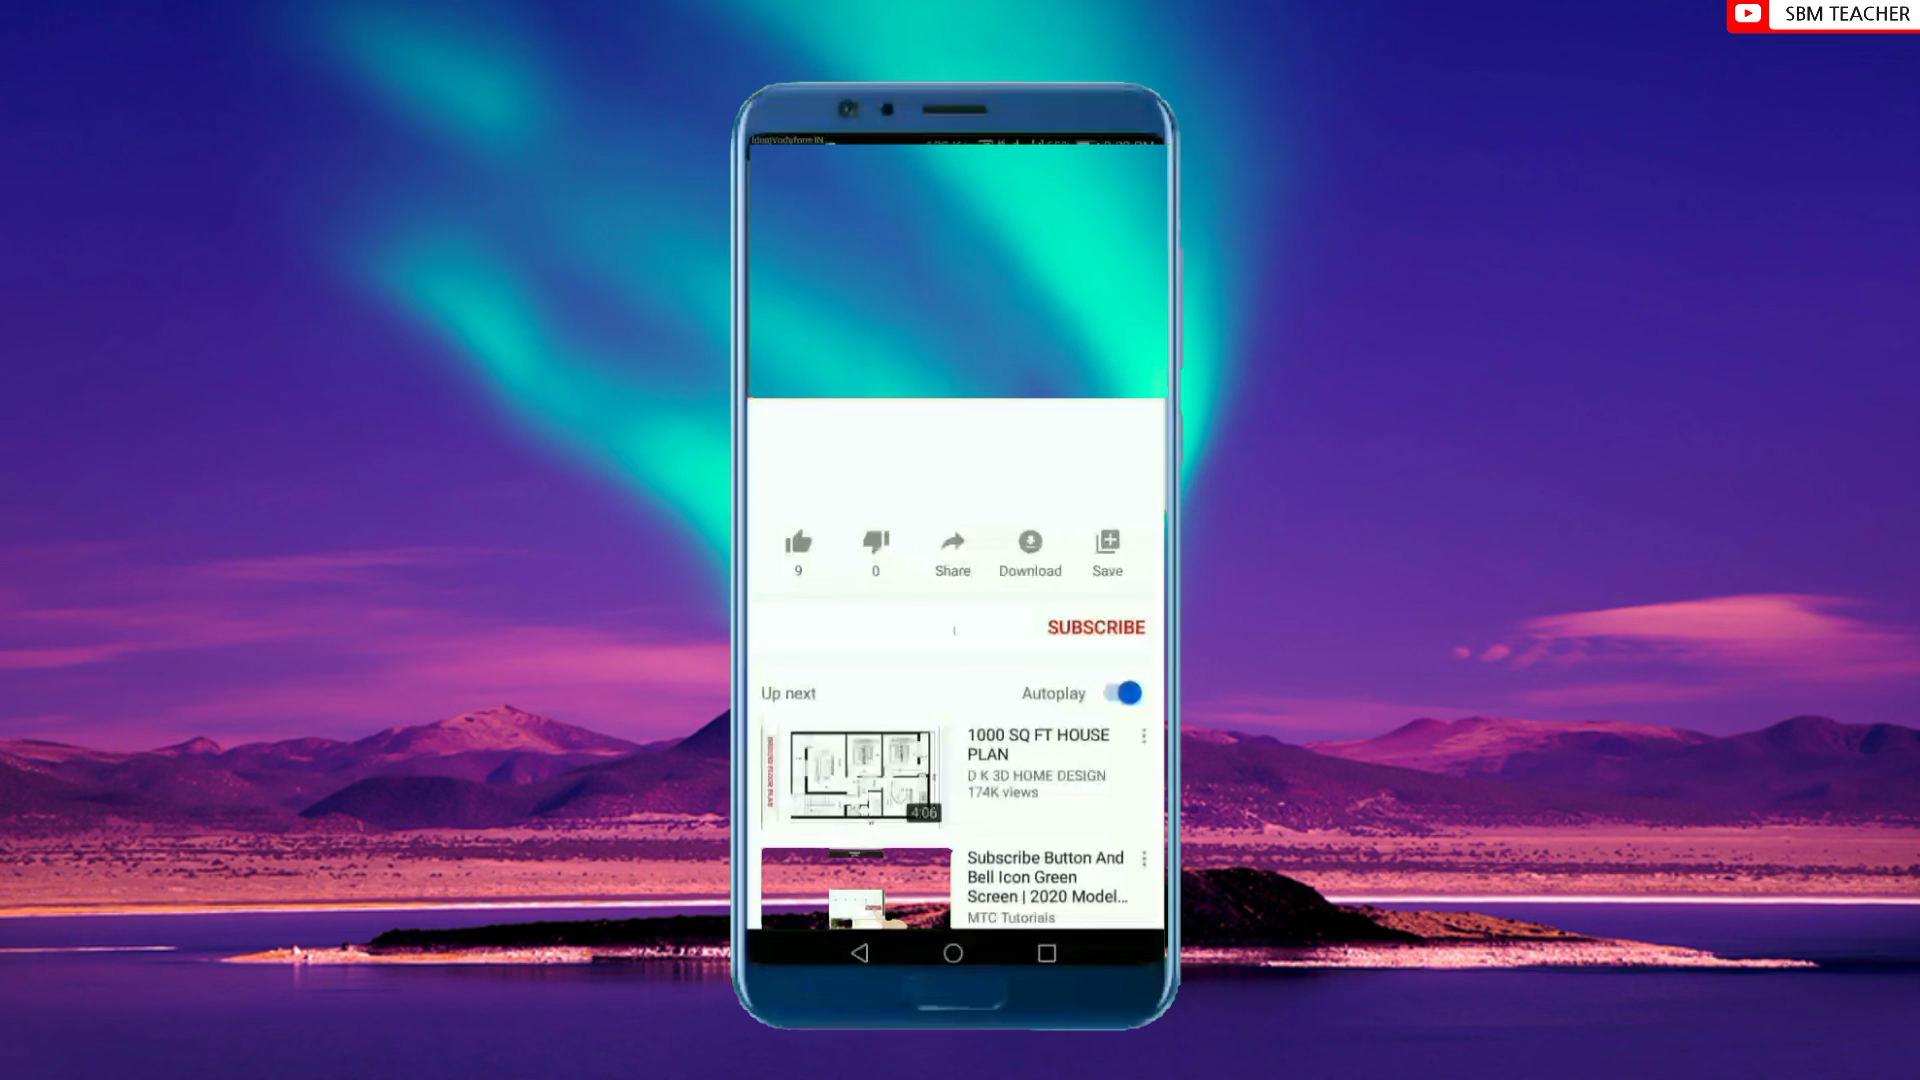 SBM TEACHER
9
0
Share
Download
Save
SUBSCRIBE
Up next
Autoplay
1000 SQ FT HOUSE
PLAN
D K 3D HOME DESIGN
174K views
4:06
Subscribe Button And
Bell Icon Green
Screen | 2020 Model...
MTC Tutorials